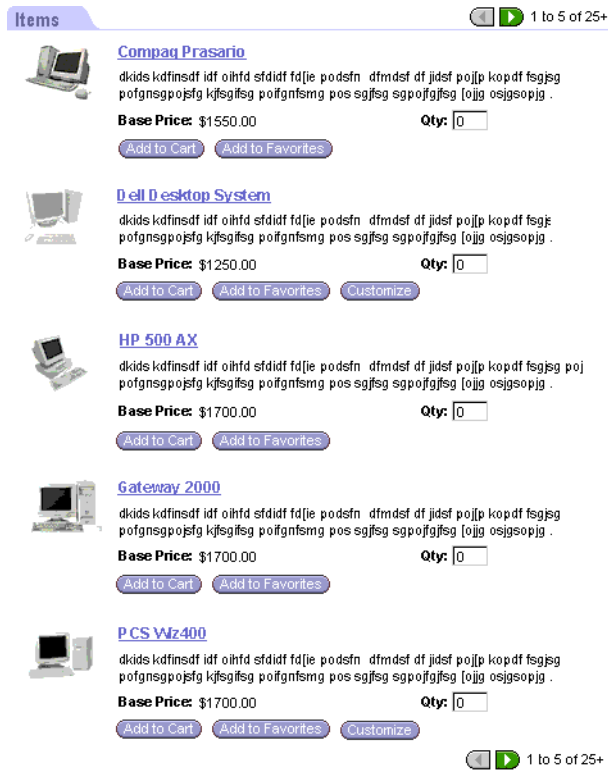 Items
1 to 5 of 25+
Compaq Prasario
dkids kdfinsdf idf oihfd sfdidf fd[ie podsfn dfmdsf df jidsf poj[p kopdf fsgjsg
pofgnsgpojsfg kjfsgifsg poifgnfsmg pos sgjfsg sgpojfgjfsg [ojjg osjgsopjg .
Base Price: $1550.00 Qty: 0
Add to Cart Add to Favorites
Dell Desktop System
dkids kdfinsdf idf oihfd sfdidf fd[ie podsfn dfmdsf df jidsf poj[p kopdf fsgjs
pofgnsgpojsfg kjfsgifsg poifgnfsmg pos sgjfsg sgpojfgjfsg [ojjg osjgsopjg .
Base Price: $1250.00 Qty: 0
Add to Cart Add to Favorites Customize
HP 500 AX
dkids kdfinsdf idf oihfd sfdidf fd[ie podsfn dfmdsf df jidsf poj[p kopdf fsgjsg poj
pofgnsgpojsfg kjfsgifsg poifgnfsmg pos sgjfsg sgpojfgjfsg [ojjg osjgsopjg .
Base Price: $1700.00 Qty: 0
Add to Cart Add to Favorites
Gateway 2000
dkids kdfinsdf idf oihfd sfdidf fd[ie podsfn dfmdsf df jidsf poj[p kopdf fsgjsg
pofgnsgpojsfg kjfsgifsg poifgnfsmg pos sgjfsg sgpojfgjfsg [ojjg osjgsopjg .
Base Price: $1700.00 Qty: 0
Add to Cart Add to Favorites
PCS Wiz400
dkids kdfinsdf idf oihfd sfdidf fd[ie podsfn dfmdsf df jidsf poj[p kopdf fsgjsg
pofgnsgpojsfg kjfsgifsg poifgnfsmg pos sgjfsg sgpojfgjfsg [ojjg osjgsopjg .
Base Price: $1700.00 Qty: 0
Add to Cart Add to Favorites Customize
1 to 5 of 25+